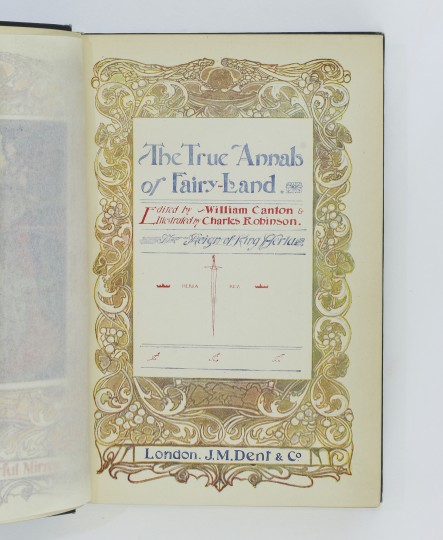 The True Annals
of Fairy-Land.
Edited by William Canton &
Illustrated by Charles Robinson.
The Reign of King Herla
London. J.M. Dent & Co